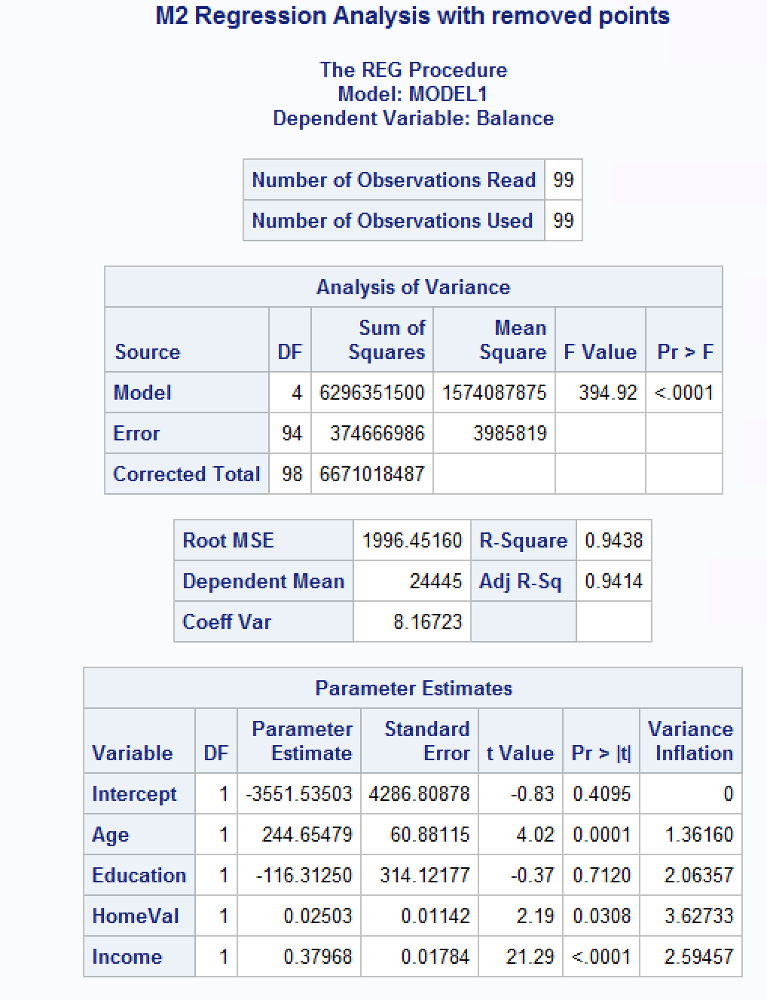 M2 Regression Analysis with removed points
The REG Procedure
Model: MODEL1
Dependent Variable: Balance
Number of Observations Read 99
Number of Observations Used 99
Analysis of Variance
Source DF Sum of Squares Mean Square F Value Pr > F
Model 4 6296351500 1574087875 394.92 <.0001
Error 94 374666986 3985819
Corrected Total 98 6671018487
Root MSE 1996.45160 R-Square 0.9438
Dependent Mean 24445 Adj R-Sq 0.9414
Coeff Var 8.16723
Parameter Estimates
Variable DF Parameter Estimate Standard Error t Value Pr > |t| Variance Inflation
Intercept 1 -3551.53503 4286.80878 -0.83 0.4095 0
Age 1 244.65479 60.88115 4.02 0.0001 1.36160
Education 1 -116.31250 314.12177 -0.37 0.7120 2.06357
HomeVal 1 0.02503 0.01142 2.19 0.0308 3.62733
Income 1 0.37968 0.01784 21.29 <.0001 2.59457